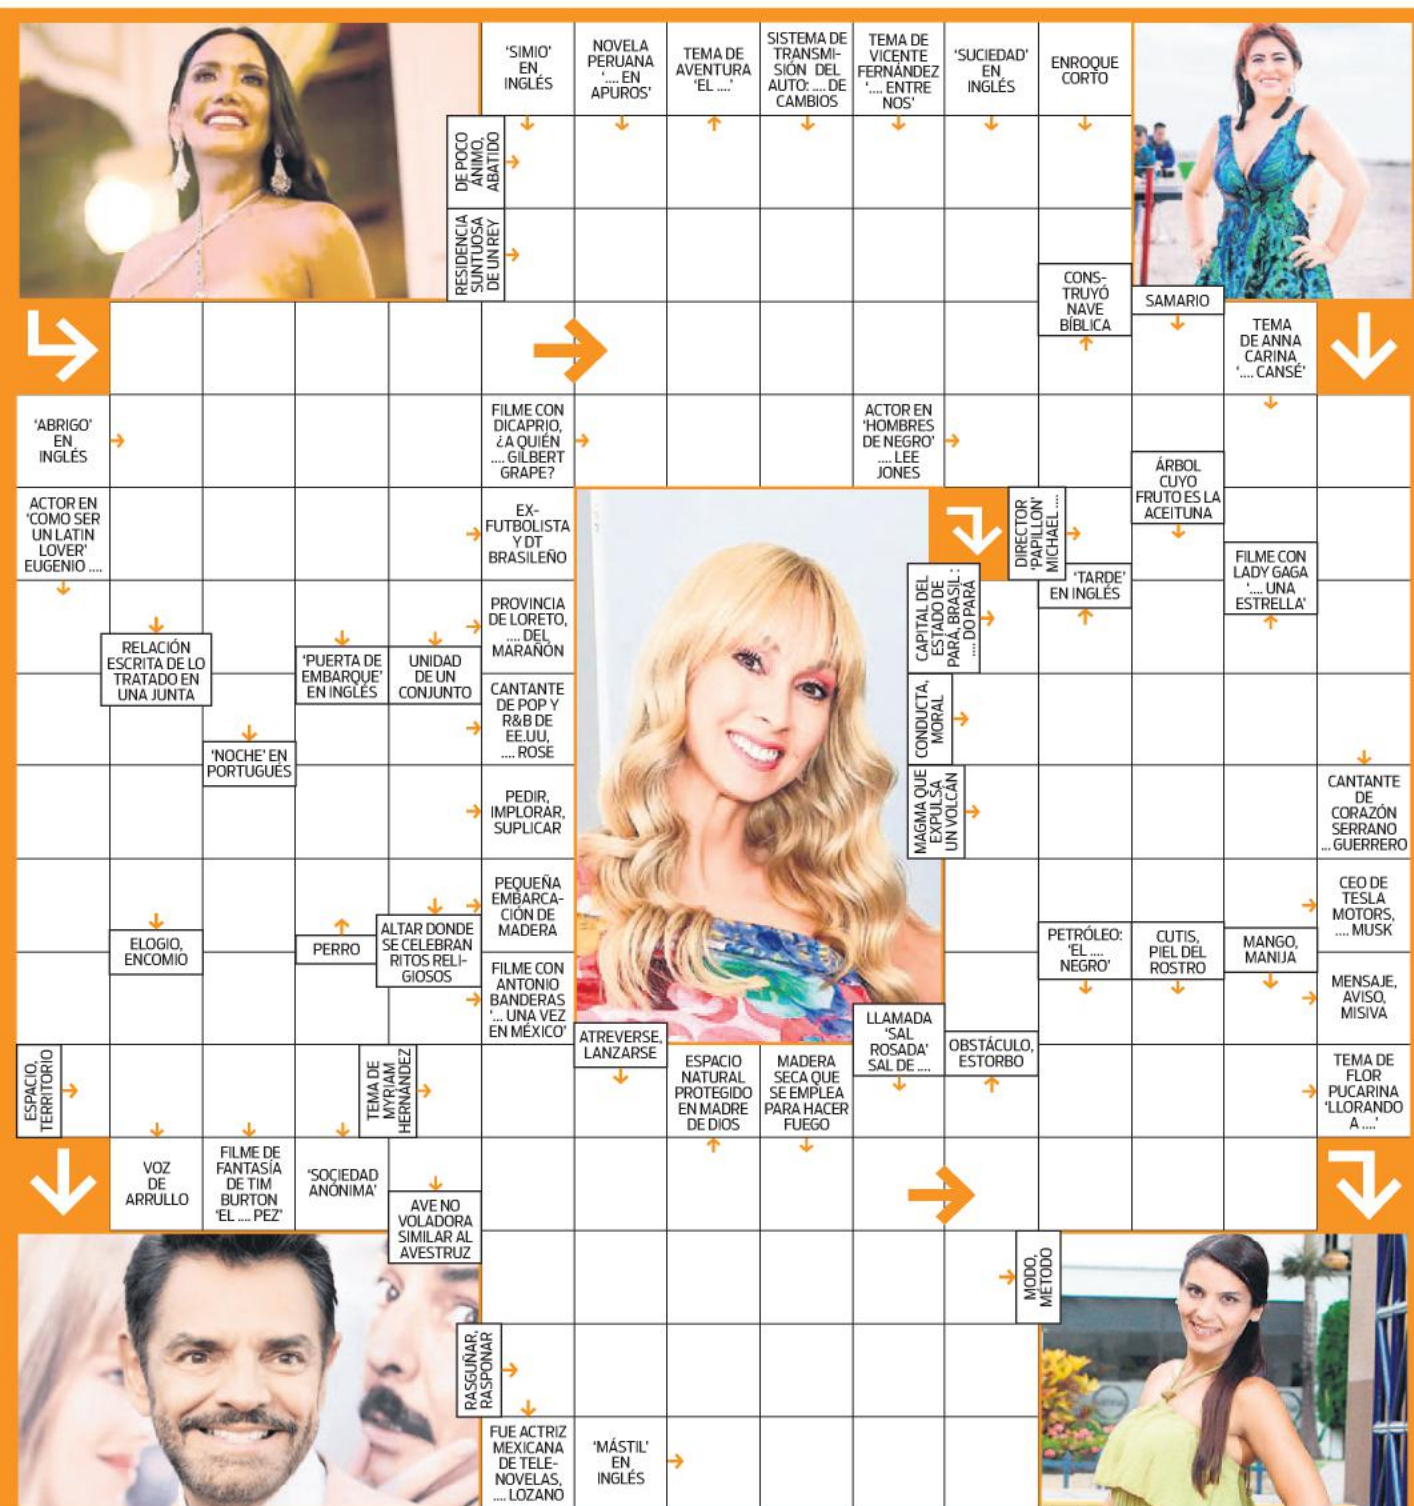 'SIMIO'
EN
INGLÉS
NOVELA
PERUANA
'.... EN
APUROS'
TEMA DE
AVENTURA
'EL ....'
SISTEMA DE
TRANSMI-
SIÓN DEL
AUTO: .... DE
CAMBIOS
TEMA DE
VICENTE
FERNÁNDEZ
'.... ENTRE
NOS'
'SUCIEDAD'
EN
INGLÉS
ENROQUE
CORTO
DE POCO
ÁNIMO,
ABATIDO
RESIDENCIA
SUNTUOSA
DE UN REY
CONS-
TRUYÓ
NAVE
BÍBLICA
SAMARIO
TEMA
DE ANNA
CARINA
'.... CANSÉ'
'ABRIGO'
EN
INGLÉS
FILME CON
DICAPRIO,
¿A QUIÉN
.... GILBERT
GRAPE?
ACTOR EN
'HOMBRES
DE NEGRO'
.... LEE
JONES
ÁRBOL
CUYO
FRUTO ES LA
ACEITUNA
ACTOR EN
'COMO SER
UN LATIN
LOVER'
EUGENIO ....
EX-
FUTBOLISTA
Y DT
BRASILEÑO
DIRECTOR
'PAPILLON'
MICHAEL ....
'TARDE'
EN INGLÉS
FILME CON
LADY GAGA
'.... UNA
ESTRELLA'
PROVINCIA
DE LORETO,
.... DEL
MARAÑÓN
CAPITAL DEL
ESTADO DE
PARÁ, BRASIL :
.... DO PARÁ
RELACIÓN
ESCRITA DE LO
TRATADO EN
UNA JUNTA
'PUERTA DE
EMBARQUE'
EN INGLÉS
UNIDAD
DE UN
CONJUNTO
CANTANTE
DE POP Y
R&B DE
EE.UU,
.... ROSE
CONDUCTA,
MORAL
'NOCHE' EN
PORTUGUÉS
PEDIR,
IMPLORAR,
SUPLICAR
MAGMA QUE
EXPULSA
UN VOLCÁN
CANTANTE
DE
CORAZÓN
SERRANO
... GUERRERO
PEQUEÑA
EMBARCA-
CIÓN DE
MADERA
CEO DE
TESLA
MOTORS,
.... MUSK
ELOGIO,
ENCOMIO
PERRO
ALTAR DONDE
SE CELEBRAN
RITOS RELI-
GIOSOS
PETRÓLEO:
'EL ....
NEGRO'
CUTIS,
PIEL DEL
ROSTRO
MANGO,
MANIJA
FILME CON
ANTONIO
BANDERAS
'... UNA VEZ
EN MÉXICO'
MENSAJE,
AVISO,
MISIVA
ATREVERSE,
LANZARSE
LLAMADA
'SAL
ROSADA'
SAL DE ....
OBSTÁCULO,
ESTORBO
ESPACIO,
TERRITORIO
TEMA DE
MYRIAM
HERNÁNDEZ
ESPACIO
NATURAL
PROTEGIDO
EN MADRE
DE DIOS
MADERA
SECA QUE
SE EMPLEA
PARA HACER
FUEGO
TEMA DE
FLOR
PUCARINA
'LLORANDO
A ....'
VOZ
DE
ARRULLO
FILME DE
FANTASÍA
DE TIM
BURTON
'EL .... PEZ'
'SOCIEDAD
ANÓNIMA'
AVE NO
VOLADORA
SIMILAR AL
AVESTRUZ
MODO,
MÉTODO
RASGUÑAR,
RASPONAR
FUE ACTRIZ
MEXICANA
DE TELE-
NOVELAS,
.... LOZANO
'MÁSTIL'
EN
INGLÉS